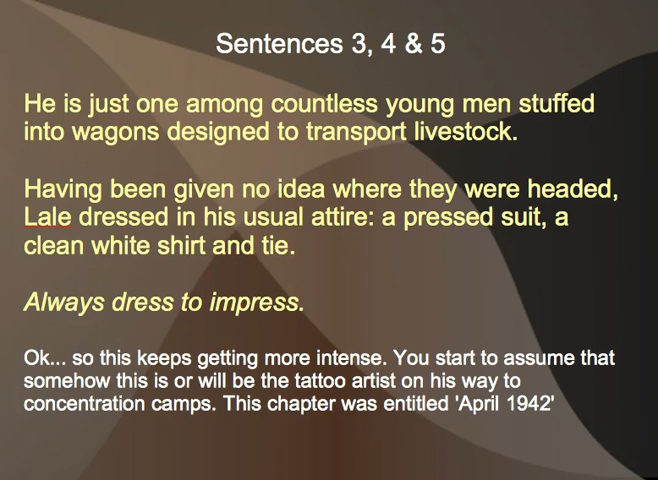 Sentences 3, 4 & 5
He is just one among countless young men stuffed
into wagons designed to transport livestock.
Having been given no idea where they were headed,
Lale dressed in his usual attire: a pressed suit, a
clean white shirt and tie.
Always dress to impress.
Ok... so this keeps getting more intense. You start to assume that
somehow this is or will be the tattoo artist on his way to
concentration camps. This chapter was entitled 'April 1942'